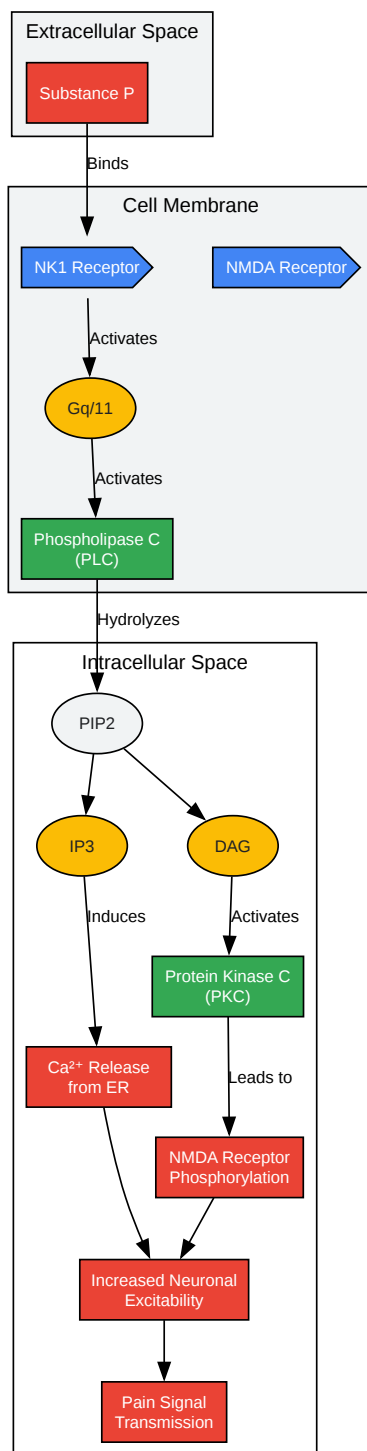 Extracellular Space
Substance P
Binds
Cell Membrane
NK1 Receptor
NMDA Receptor
Activates
Gq/11
Activates
Phospholipase C
(PLC)
Hydrolyzes
Intracellular Space
PIP2
IP3
DAG
Induces
Activates
Protein Kinase C
(PKC)
Ca²⁺ Release
from ER
Leads to
NMDA Receptor
Phosphorylation
Increased Neuronal
Excitability
Pain Signal
Transmission